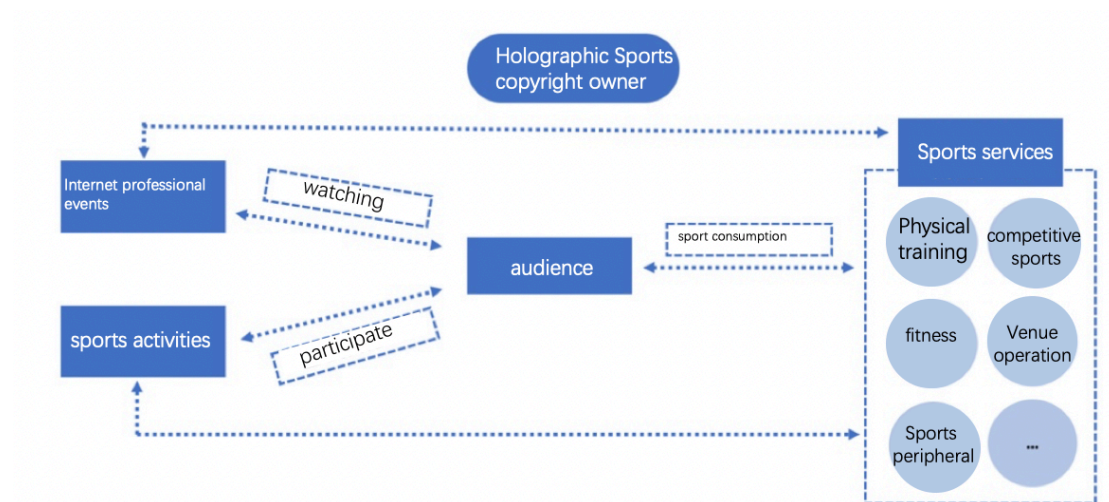 Holographic Sports
copyright owner
Sports services
Internet professional
events
watching
Physical
training
competitive
sports
sport consumption
audience
sports activities
participate
fitness
Venue
operation
Sports
peripheral
...